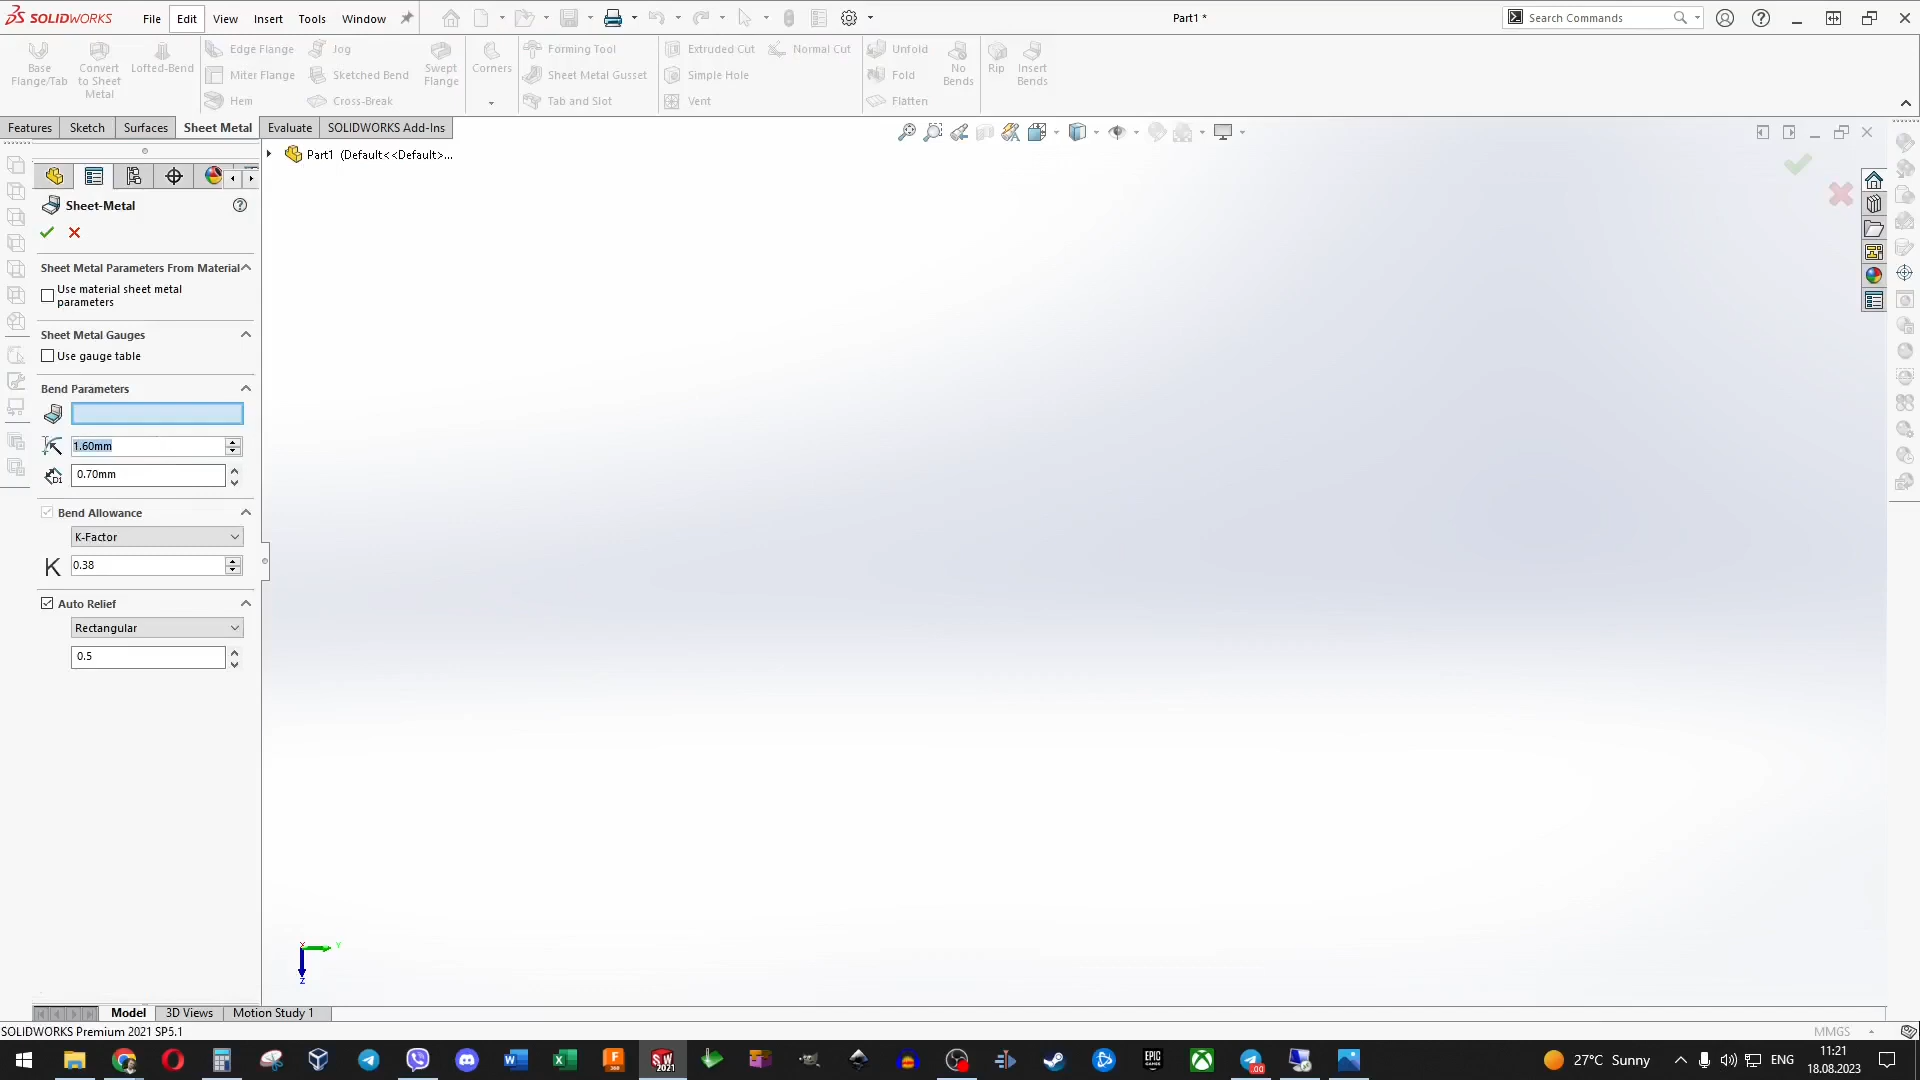 SOLIDWORKS File Edit View Insert Tools Window Part1 * Search Commands
Base Flange/Tab
Convert to Sheet Metal
Lofted-Bend
Edge Flange
Miter Flange
Hem
Jog
Sketched Bend
Cross-Break
Swept Flange
Corners
Forming Tool
Sheet Metal Gusset
Tab and Slot
Extruded Cut
Simple Hole
Vent
Normal Cut
Unfold
Fold
Flatten
No Bends
Rip
Insert Bends
Features Sketch Surfaces Sheet Metal Evaluate SOLIDWORKS Add-Ins
Part1 (Default<<Default>...
Sheet-Metal
Sheet Metal Parameters From Material
Use material sheet metal
parameters
Sheet Metal Gauges
Use gauge table
Bend Parameters
1.60mm
D1
0.70mm
Bend Allowance
K-Factor
K 0.38
Auto Relief
Rectangular
0.5
X Y
Z
Model 3D Views Motion Study 1
SOLIDWORKS Premium 2021 SP5.1 MMGS
27°C Sunny ENG 11:21
18.08.2023